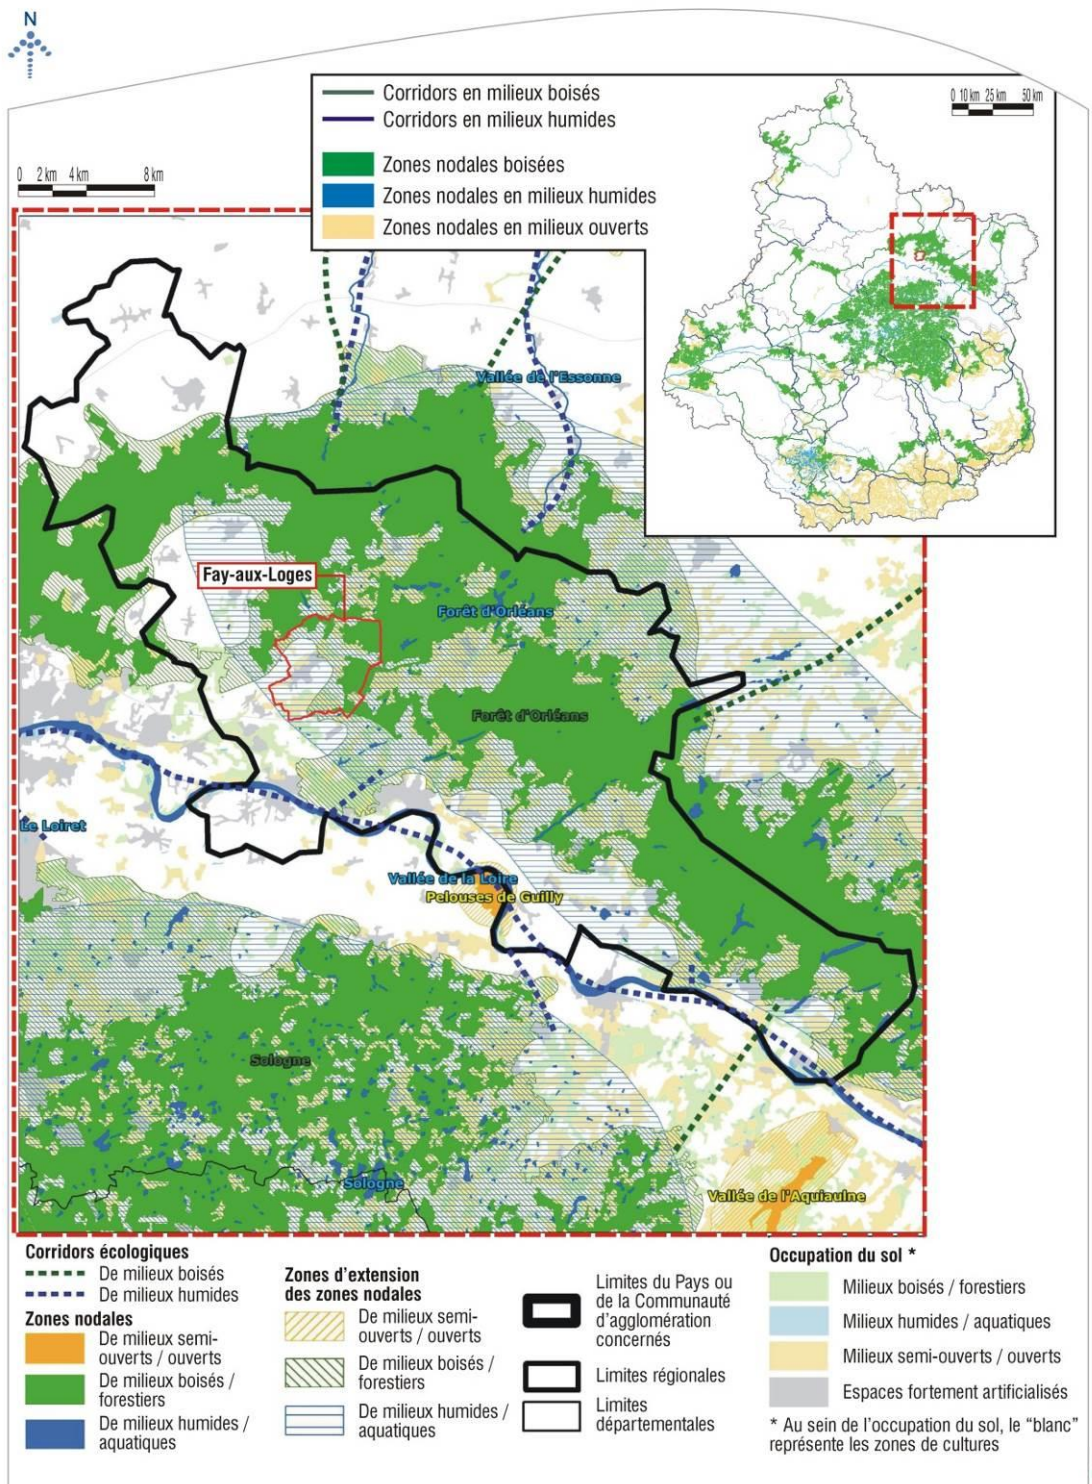 N
Corridors en milieux boisés
Corridors en milieux humides
Zones nodales boisées
Zones nodales en milieux humides
Zones nodales en milieux ouverts
0 10 km 25 km 50 km
0 2 km 4 km 8 km
Vallée de l'Essonne
Fay-aux-Loges
Forêt d'Orléans
Forêt d'Orléans
Le Loiret
Vallée de la Loire
Pelouses de Guilly
Sologne
Sologne
Vallée de l'Aquiaulne
Corridors écologiques
De milieux boisés
De milieux humides
Zones nodales
De milieux semi-
ouverts / ouverts
De milieux boisés /
forestiers
De milieux humides /
aquatiques
Zones d'extension
des zones nodales
De milieux semi-
ouverts / ouverts
De milieux boisés /
forestiers
De milieux humides /
aquatiques
Limites du Pays ou
de la Communauté
d'agglomération
concernés
Limites régionales
Limites
départementales
Occupation du sol *
Milieux boisés / forestiers
Milieux humides / aquatiques
Milieux semi-ouverts / ouverts
Espaces fortement artificialisés
* Au sein de l'occupation du sol, le "blanc"
représente les zones de cultures